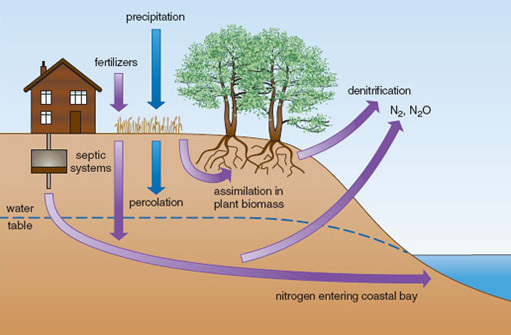 precipitation
fertilizers
denitrification
N2, N2O
septic
systems
assimilation in
plant biomass
percolation
water
table
nitrogen entering coastal bay